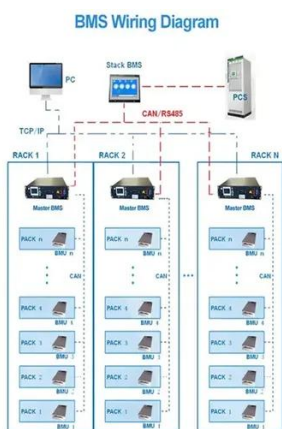 BMS Wiring Diagram
PC
Stack BMS
PCS
CAN/RS485
TCP/IP
RACK 1
RACK 2
RACK N
Master BMS
Master BMS
Master BMS
PACK n
BMU n
PACK n
BMU n
PACK n
BMU n
CAN
CAN
CAN
PACK 4
BMU 4
PACK 4
BMU 4
PACK 4
BMU 4
PACK 3
BMU 3
PACK 3
BMU 3
PACK 3
BMU 3
PACK 2
BMU 2
PACK 2
BMU 2
PACK 2
BMU 2
PACK 1
BMU 1
PACK 1
BMU 1
PACK 1
BMU 1